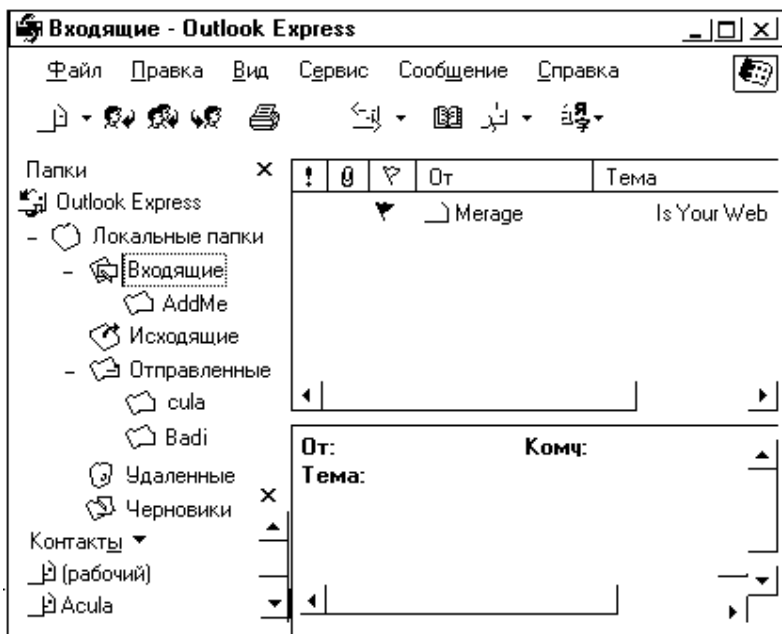 Входящие - Outlook Express
Файл Правка Вид Сервис Сообщение Справка
Папки
Outlook Express
Локальные папки
Входящие
AddMe
Исходящие
Отправленные
cula
Badi
Удаленные
Черновики
Контакты
(рабочий)
Acula
! От Тема
Merage Is Your Web
От: Кому:
Тема: